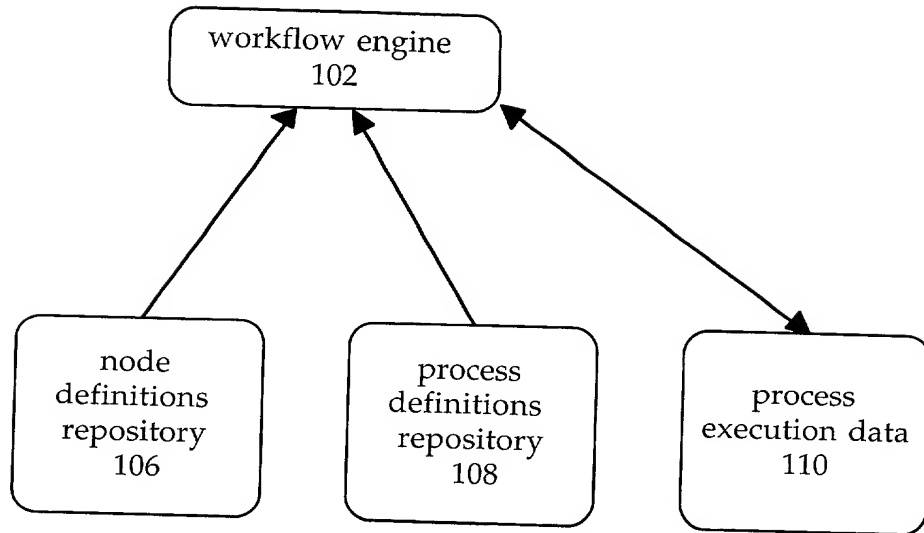 workflow engine
102
node
definitions
repository
106
process
definitions
repository
108
process
execution data
110